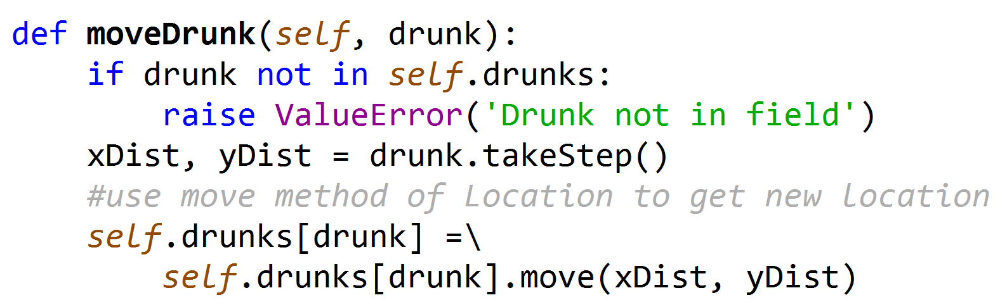 def moveDrunk(self, drunk):
    if drunk not in self.drunks:
        raise ValueError('Drunk not in field')
    xDist, yDist = drunk.takeStep()
    #use move method of Location to get new location
    self.drunks[drunk] =\
        self.drunks[drunk].move(xDist, yDist)